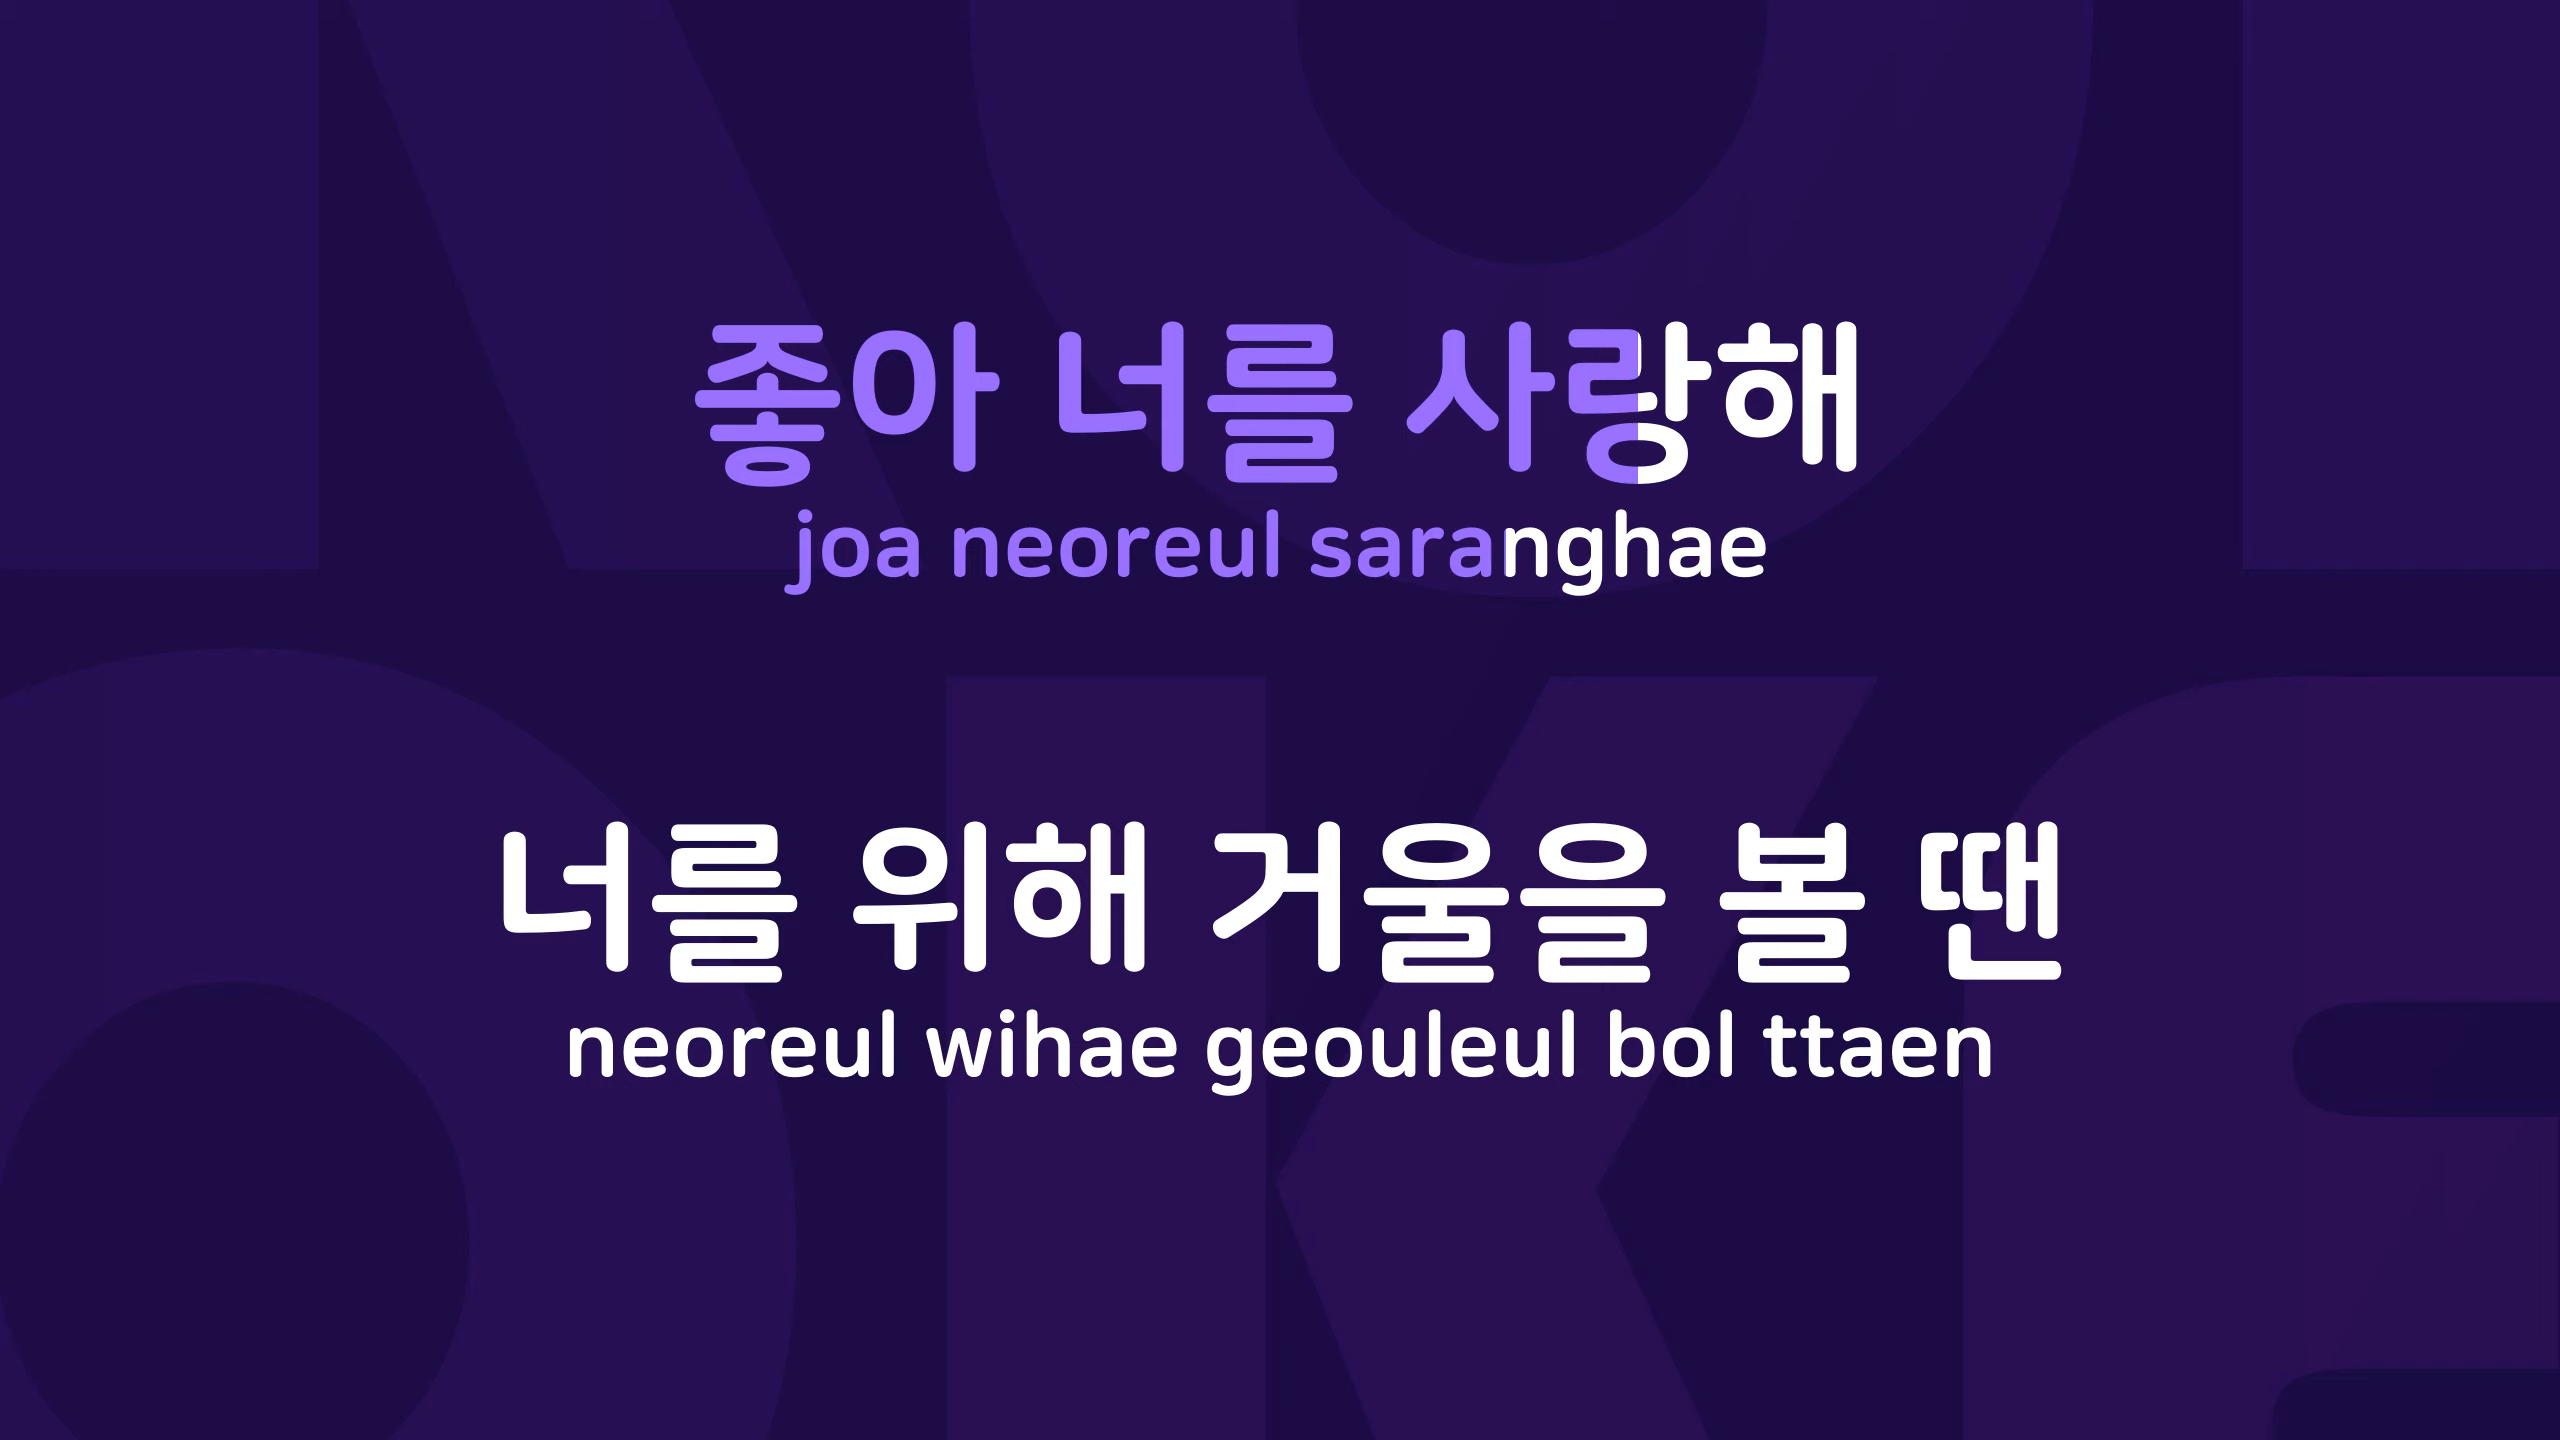 좋아 너를 사랑해
joa neoreul saranghae
너를 위해 거울을 볼 땐
neoreul wihae geouleul bol ttaen